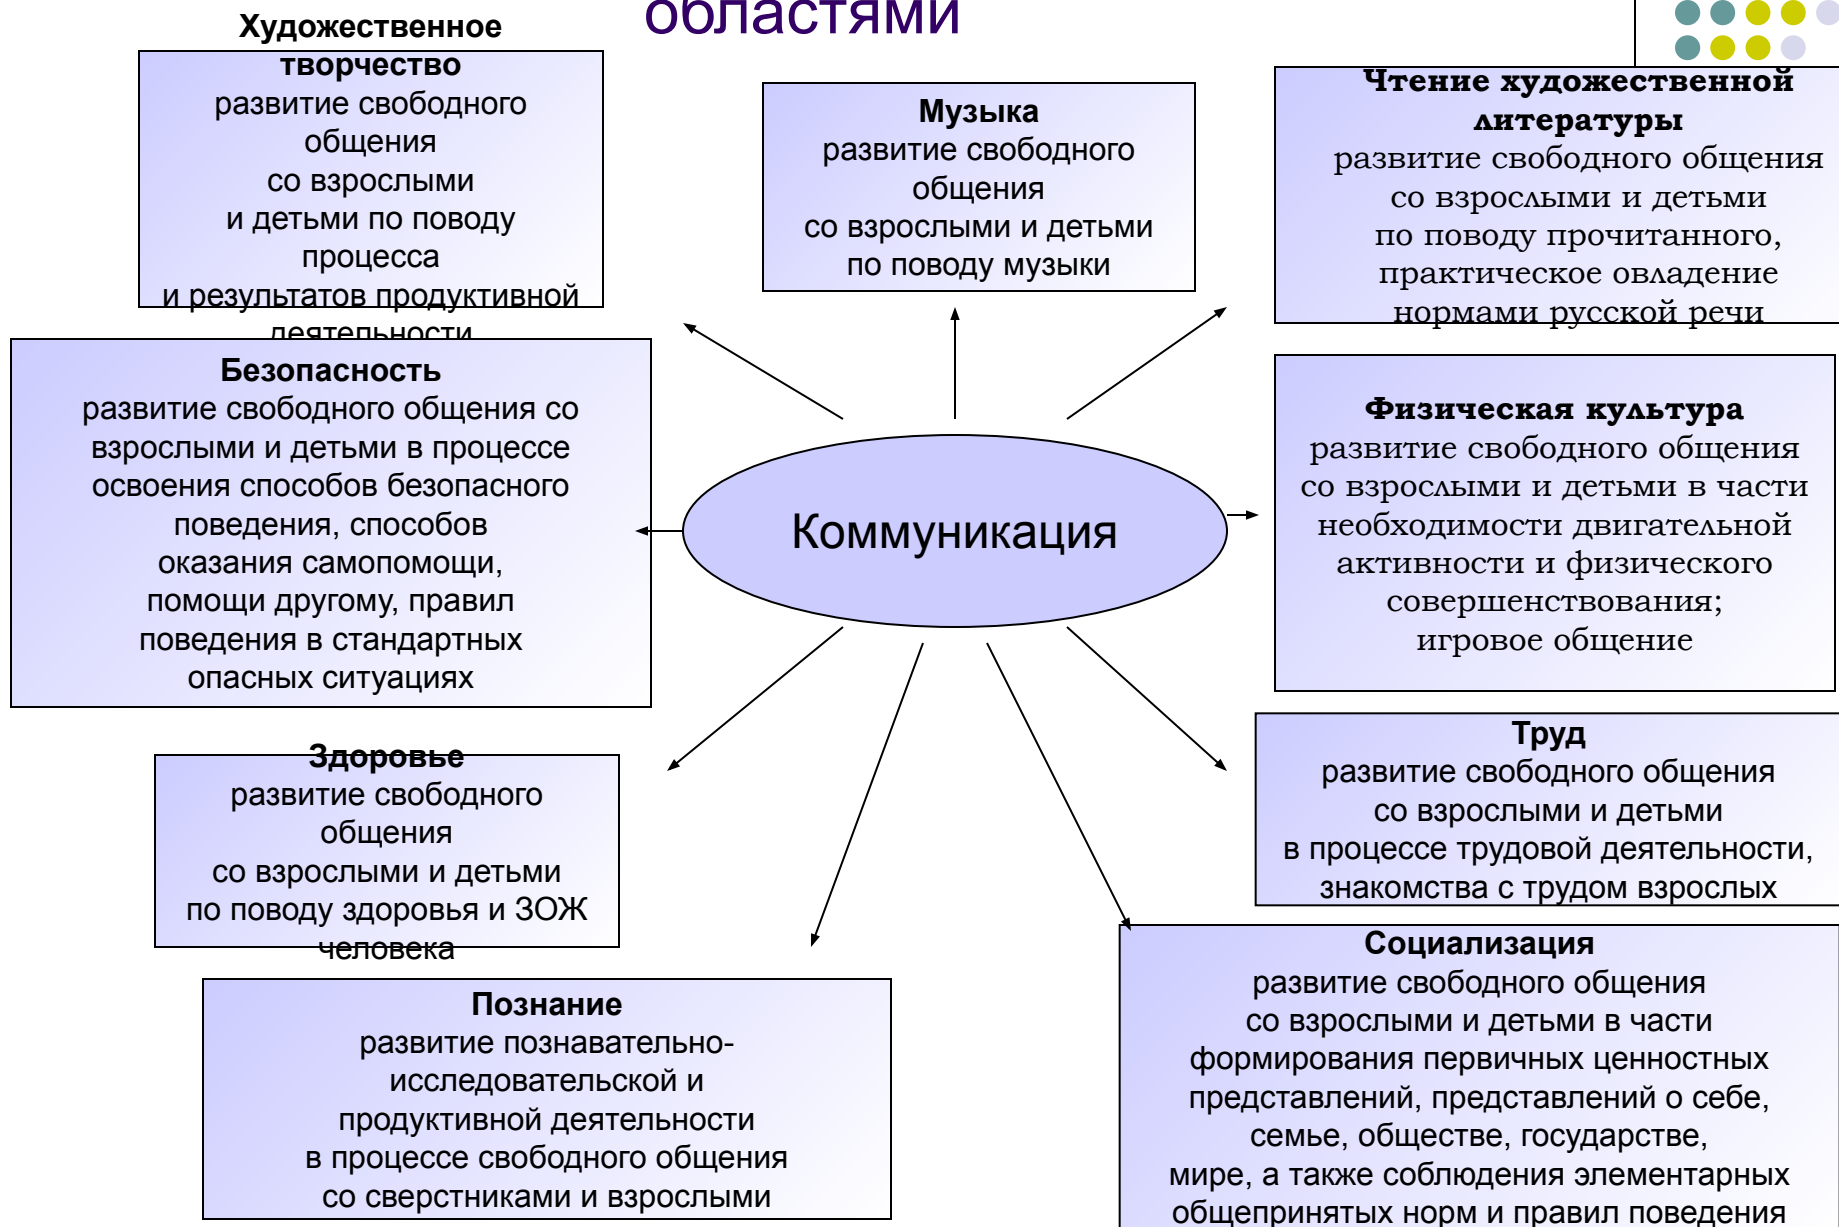 областями
Художественное
творчество
развитие свободного
общения
со взрослыми
и детьми по поводу
процесса
и результатов продуктивной
деятельности
Музыка
развитие свободного
общения
со взрослыми и детьми
по поводу музыки
Чтение художественной
литературы
развитие свободного общения
со взрослыми и детьми
по поводу прочитанного,
практическое овладение
нормами русской речи
Безопасность
развитие свободного общения со
взрослыми и детьми в процессе
освоения способов безопасного
поведения, способов
оказания самопомощи,
помощи другому, правил
поведения в стандартных
опасных ситуациях
Коммуникация
Физическая культура
развитие свободного общения
со взрослыми и детьми в части
необходимости двигательной
активности и физического
совершенствования;
игровое общение
Здоровье
развитие свободного
общения
со взрослыми и детьми
по поводу здоровья и ЗОЖ
человека
Труд
развитие свободного общения
со взрослыми и детьми
в процессе трудовой деятельности,
знакомства с трудом взрослых
Познание
развитие познавательно-
исследовательской и
продуктивной деятельности
в процессе свободного общения
со сверстниками и взрослыми
Социализация
развитие свободного общения
со взрослыми и детьми в части
формирования первичных ценностных
представлений, представлений о себе,
семье, обществе, государстве,
мире, а также соблюдения элементарных
общепринятых норм и правил поведения